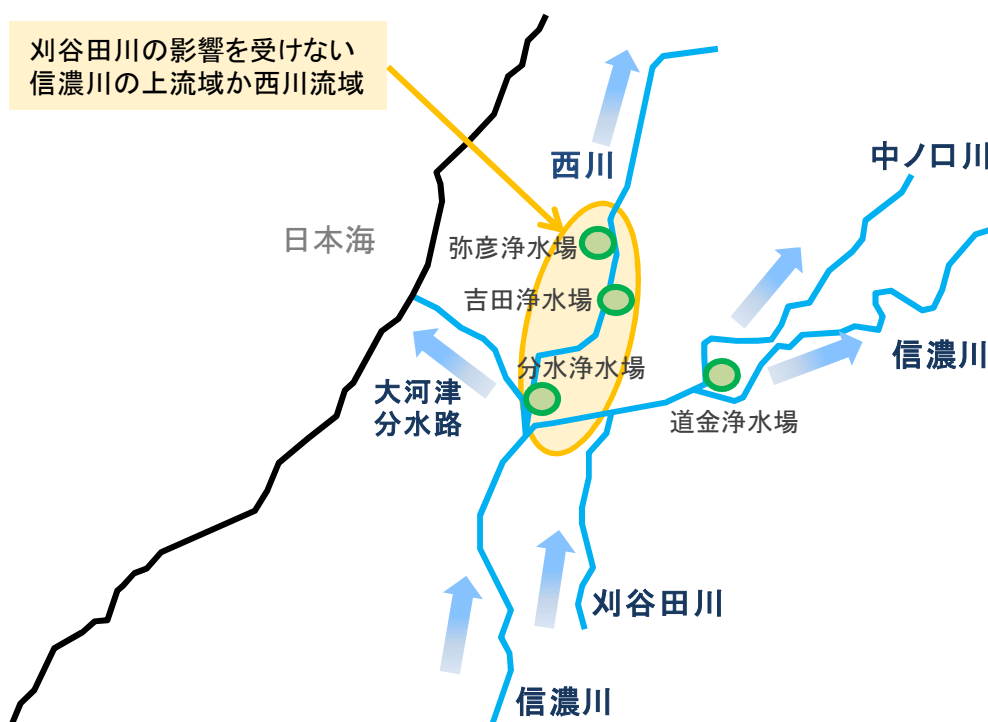 刈谷田川の影響を受けない
信濃川の上流域か西川流域
西川
中ノ口川
日本海
弥彦浄水場
吉田浄水場
信濃川
分水浄水場
大河津
分水路
道金浄水場
刈谷田川
信濃川